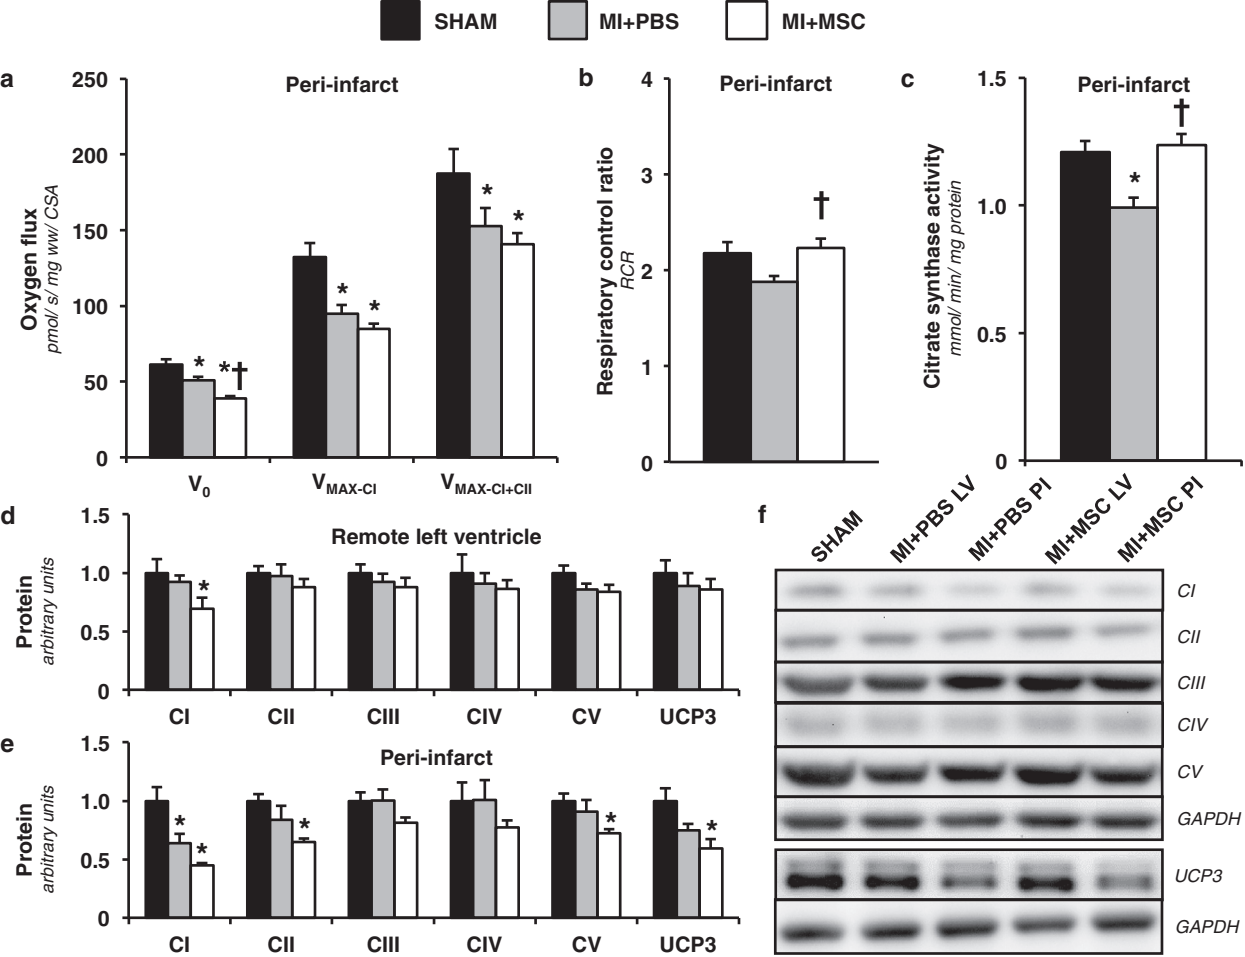 SHAM MI+PBS MI+MSC
a
Peri-infarct
Oxygen flux
pmol/ s/ mg ww/ CSA
250
200
150
100
50
0
* *†
* *
* *
V0 VMAX-CI VMAX-CI+CII
b
Peri-infarct
Respiratory control ratio
RCR
4
3
2
1
0
†
c
Peri-infarct
Citrate synthase activity
mmol/ min/ mg protein
1.5
1.0
0.5
0
*
†
d
Remote left ventricle
Protein
arbitrary units
1.5
1.0
0.5
0
*
CI CII CIII CIV CV UCP3
e
Peri-infarct
Protein
arbitrary units
1.5
1.0
0.5
0
* * * * *
CI CII CIII CIV CV UCP3
f
SHAM
MI+PBS LV
MI+PBS PI
MI+MSC LV
MI+MSC PI
CI
CII
CIII
CIV
CV
GAPDH
UCP3
GAPDH